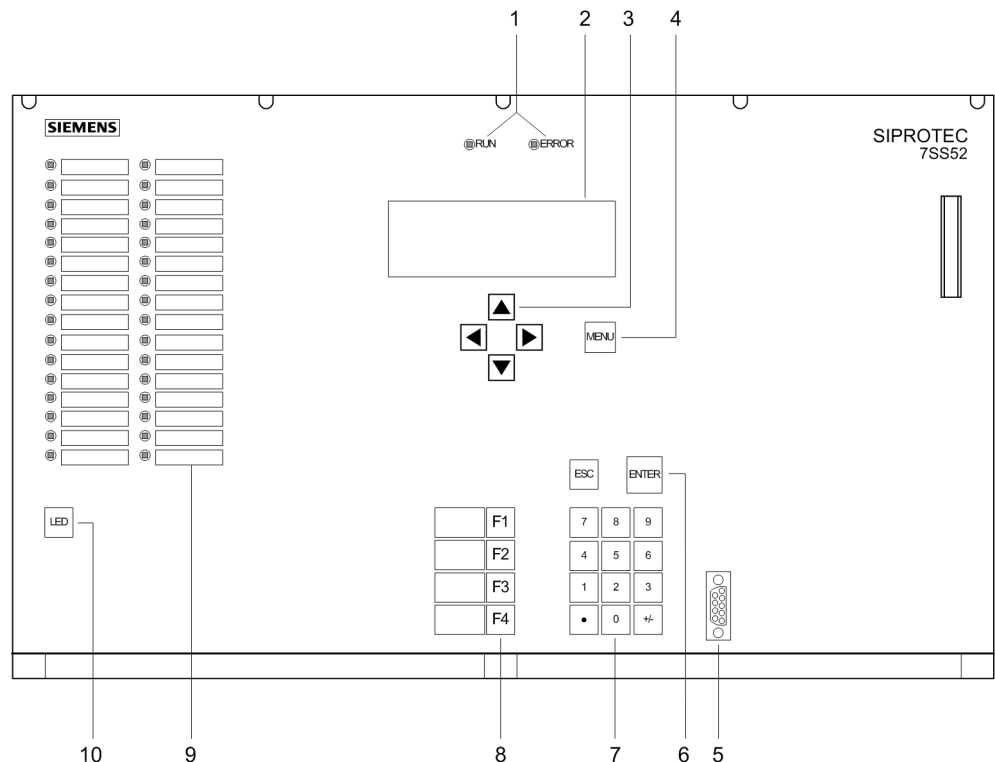 1 2 3 4
SIEMENS
RUN ERROR
SIPROTEC
7SS52
MENU
ESC ENTER
LED
F1 7 8 9
F2 4 5 6
F3 1 2 3
F4 • 0 +/-
10 9 8 7 6 5